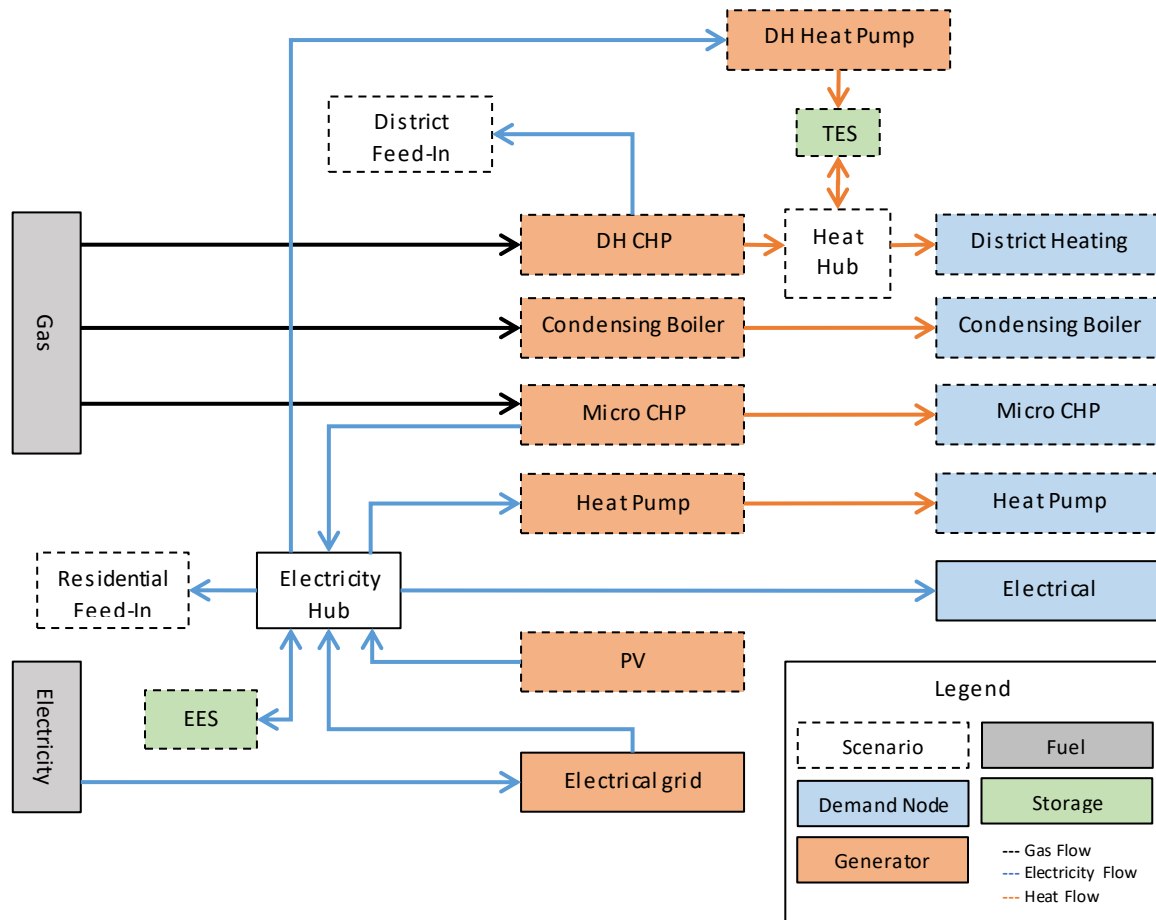 DH Heat Pump
District
Feed-In
TES
Gas
DH CHP
Heat
Hub
District Heating
Condensing Boiler
Condensing Boiler
Micro CHP
Micro CHP
Heat Pump
Heat Pump
Residential
Feed-In
Electricity
Hub
Electrical
Electricity
PV
EES
Electrical grid
Legend
Scenario
Fuel
Demand Node
Storage
Generator
Gas Flow
Electricity Flow
Heat Flow